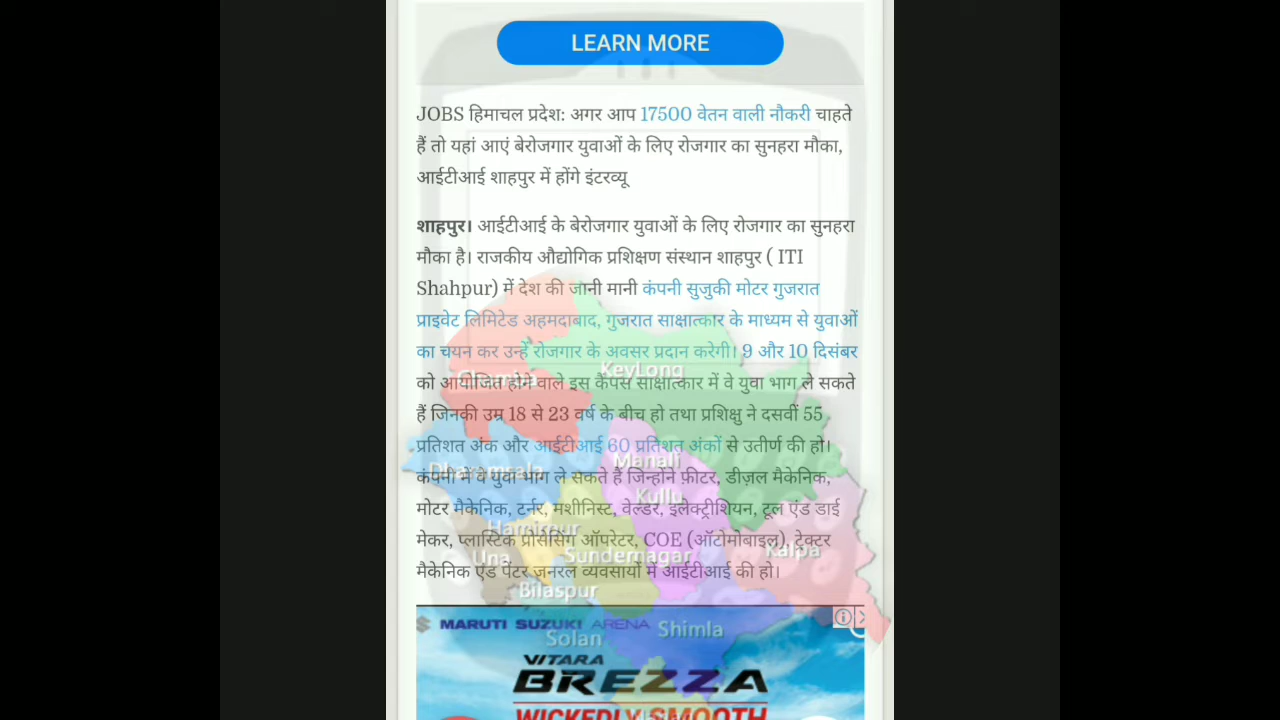 LEARN MORE
JOBS हिमाचल प्रदेश: अगर आप 17500 वेतन वाली नौकरी चाहते
हैं तो यहां आएं बेरोजगार युवाओं के लिए रोजगार का सुनहरा मौका,
आईटीआई शाहपुर में होंगे इंटरव्यू
शाहपुर। आईटीआई के बेरोजगार युवाओं के लिए रोजगार का सुनहरा
मौका है। राजकीय औद्योगिक प्रशिक्षण संस्थान शाहपुर ( ITI
Shahpur) में देश की जानी मानी कंपनी सुजुकी मोटर गुजरात
प्राइवेट लिमिटेड अहमदाबाद, गुजरात साक्षात्कार के माध्यम से युवाओं
का चयन कर उन्हें रोजगार के अवसर प्रदान करेगी। 9 और 10 दिसंबर
KeyLong
को आयोजित होने वाले इस कैंपस साक्षात्कार में वे युवा भाग ले सकते
Chamba
हैं जिनकी उम्र 18 से 23 वर्ष के बीच हो तथा प्रशिक्षु ने दसवीं 55
प्रतिशत अंक और आईटीआई 60 प्रतिशत अंकों से उतीर्ण की हो।
Manali
Dharamsala
कंपनी में वे युवा भाग ले सकते हैं जिन्होंने फ़ीटर, डीज़ल मैकेनिक,
Kullu
मोटर मैकेनिक, टर्नर, मशीनिस्ट, वेल्डर, इलेक्ट्रीशियन, टूल एंड डाई
Hamirpur
मेकर, प्लास्टिक प्रोसेसिंग ऑपरेटर, COE (ऑटोमोबाइल), ट्रेक्टर
Kalpa
Una
Sundernagar
मैकेनिक एंड पेंटर जनरल व्यवसायों में आईटीआई की हो।
Bilaspur
MARUTI SUZUKI ARENA
Shimla
Solan
VITARA
BREZZA
WICKEDLY SMOOTH